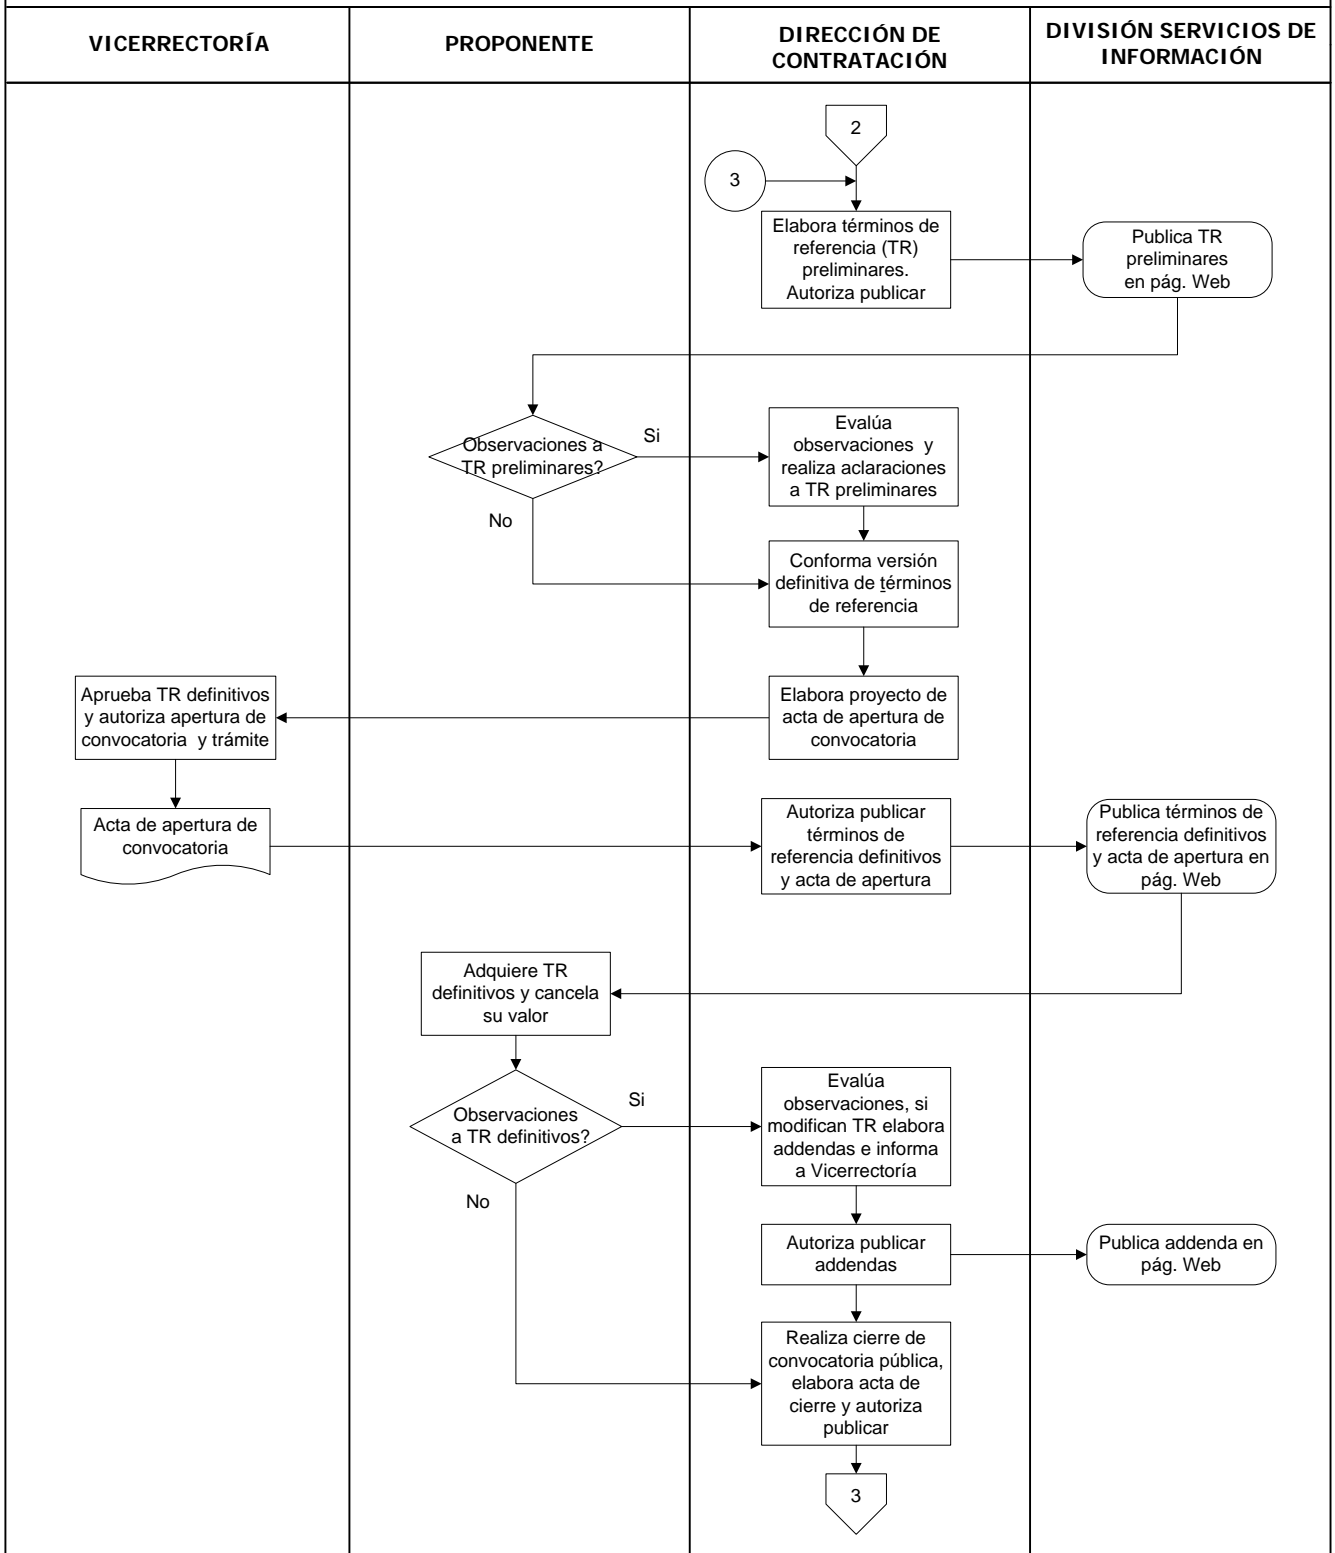 VICERRECTORÍA
PROPONENTE
DIRECCIÓN DE
CONTRATACIÓN
DIVISIÓN SERVICIOS DE
INFORMACIÓN
2
3
Elabora términos de
referencia (TR)
preliminares.
Autoriza publicar
Publica TR
preliminares
en pág. Web
Observaciones a
TR preliminares?
Si
No
Evalúa
observaciones y
realiza aclaraciones
a TR preliminares
Conforma versión
definitiva de términos
de referencia
Elabora proyecto de
acta de apertura de
convocatoria
Aprueba TR definitivos
y autoriza apertura de
convocatoria y trámite
Acta de apertura de
convocatoria
Autoriza publicar
términos de
referencia definitivos
y acta de apertura
Publica términos de
referencia definitivos
y acta de apertura en
pág. Web
Adquiere TR
definitivos y cancela
su valor
Observaciones
a TR definitivos?
Si
No
Evalúa
observaciones, si
modifican TR elabora
addendas e informa
a Vicerrectoría
Autoriza publicar
addendas
Publica addenda en
pág. Web
Realiza cierre de
convocatoria pública,
elabora acta de
cierre y autoriza
publicar
3